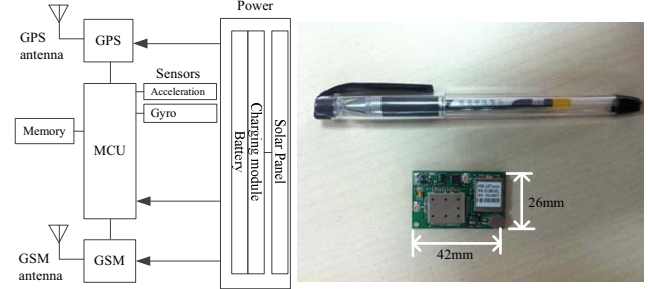 Power
GPS
antenna
GPS
Sensors
Acceleration
Gyro
Memory
MCU
Battery
Charging module
Solar Panel
GSM
antenna
GSM
26mm
42mm